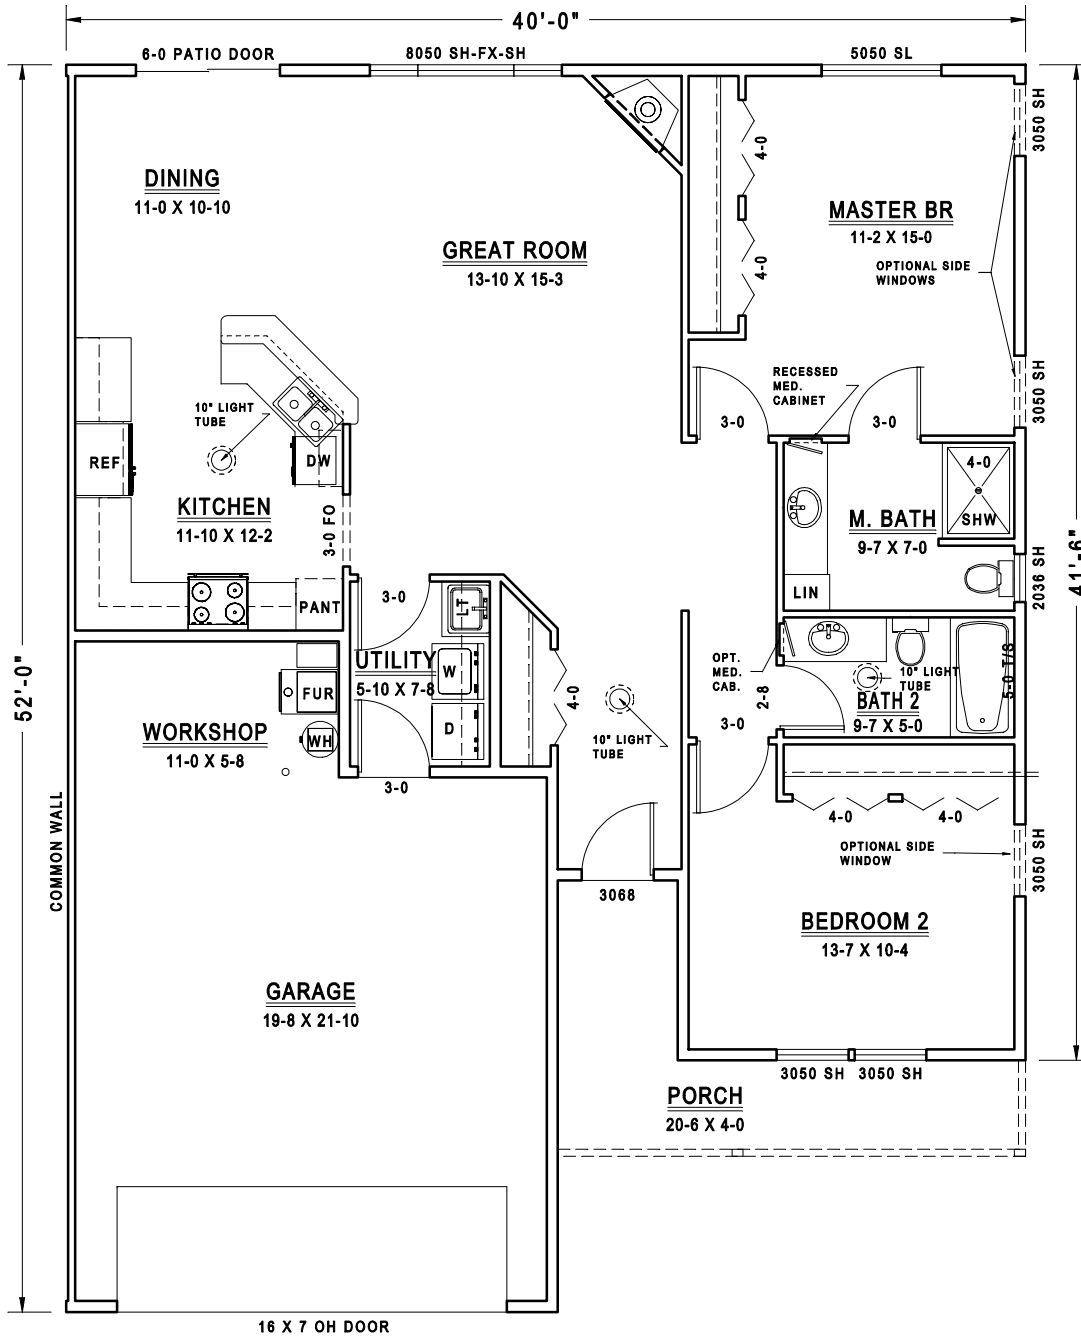 40'-0"
6-0 PATIO DOOR
8050 SH-FX-SH
5050 SL
3050 SH
4-0
DINING
11-0 X 10-10
MASTER BR
11-2 X 15-0
GREAT ROOM
13-10 X 15-3
4-0
OPTIONAL SIDE
WINDOWS
RECESSED
MED.
CABINET
3050 SH
10" LIGHT
TUBE
3-0
3-0
REF
DW
4-0
SHW
KITCHEN
11-10 X 12-2
3-0 FO
M. BATH
9-7 X 7-0
41'-6"
2036 SH
LIN
PANT
3-0
LT
UTILITY
5-10 X 7-8
W
D
52'-0"
FUR
WH
WORKSHOP
11-0 X 5-8
4-0
OPT.
MED.
CAB.
2-8
3-0
10" LIGHT
TUBE
5-0 T/S
BATH 2
9-7 X 5-0
10" LIGHT
TUBE
3-0
COMMON WALL
4-0
4-0
OPTIONAL SIDE
WINDOW
3050 SH
3068
BEDROOM 2
13-7 X 10-4
GARAGE
19-8 X 21-10
3050 SH
3050 SH
PORCH
20-6 X 4-0
16 X 7 OH DOOR